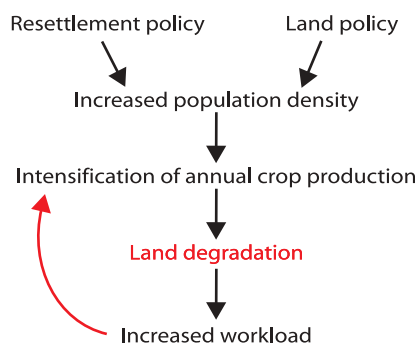 Resettlement policy
Land policy
Increased population density
Intensification of annual crop production
Land degradation
Increased workload